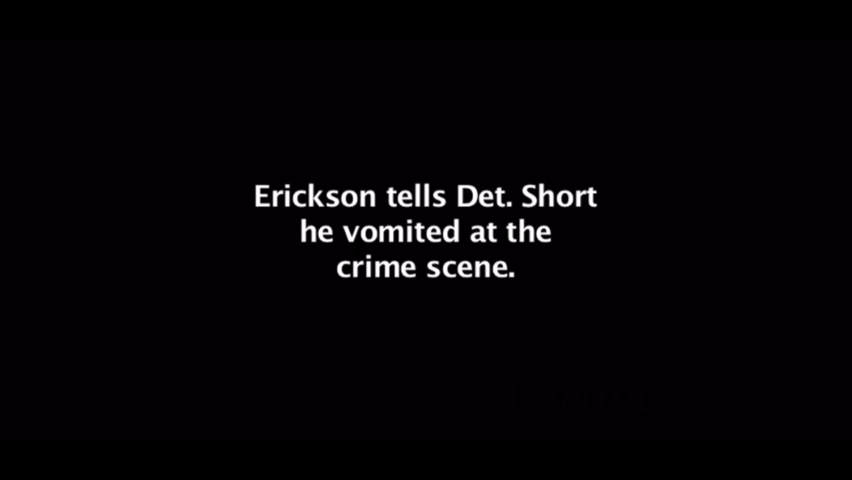 Erickson tells Det. Short
he vomited at the
crime scene.